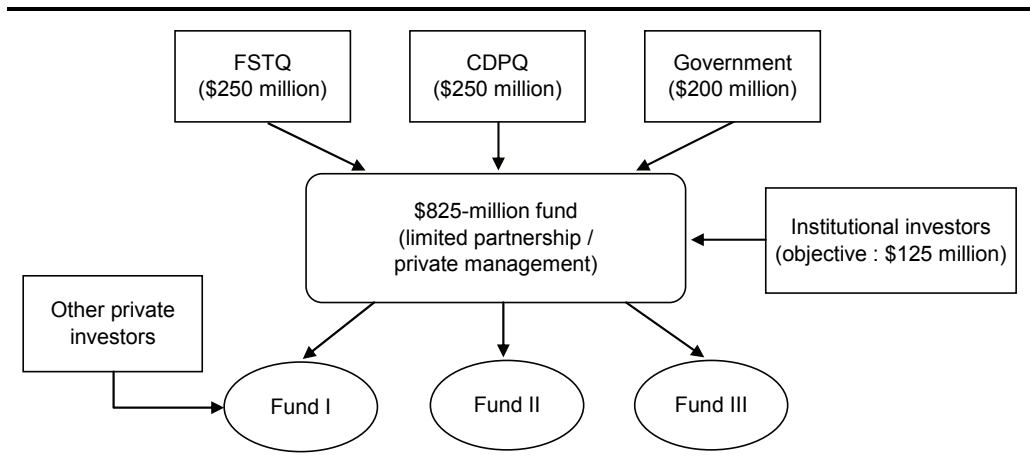 FSTQ
($250 million)
CDPQ
($250 million)
Government
($200 million)
$825-million fund
(limited partnership /
private management)
Institutional investors
(objective : $125 million)
Other private
investors
Fund I
Fund II
Fund III